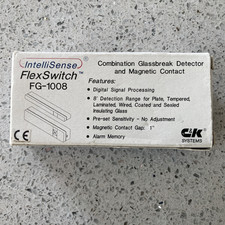 IntelliSense
FlexSwitch™
FG-1008
Combination Glassbreak Detector
and Magnetic Contact
Features:
- Digital Signal Processing
- 8' Detection Range for Plate, Tempered,
Laminated, Wired, Coated and Sealed
Insulating Glass
- Pre-set Sensitivity - No Adjustment
- Magnetic Contact Gap: 1"
- Alarm Memory
CE
C&K
SYSTEMS